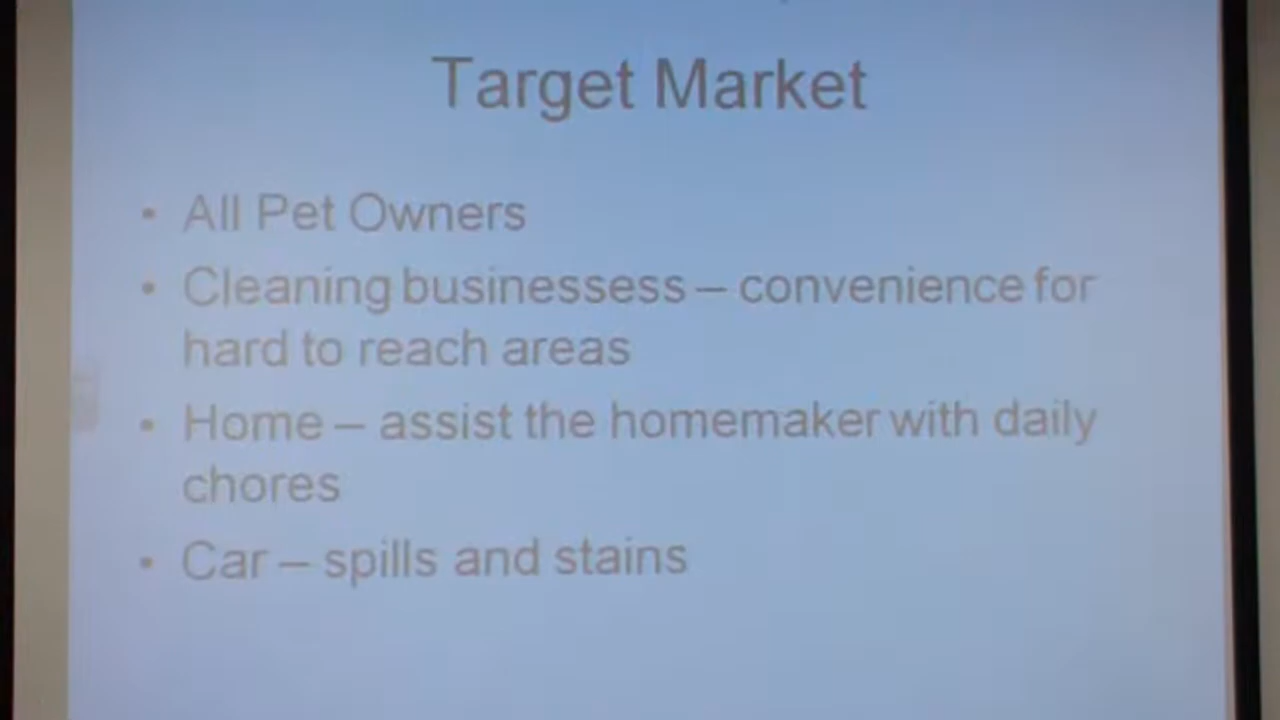 Target Market
• All Pet Owners
• Cleaning businessess – convenience for
hard to reach areas
• Home – assist the homemaker with daily
chores
• Car – spills and stains